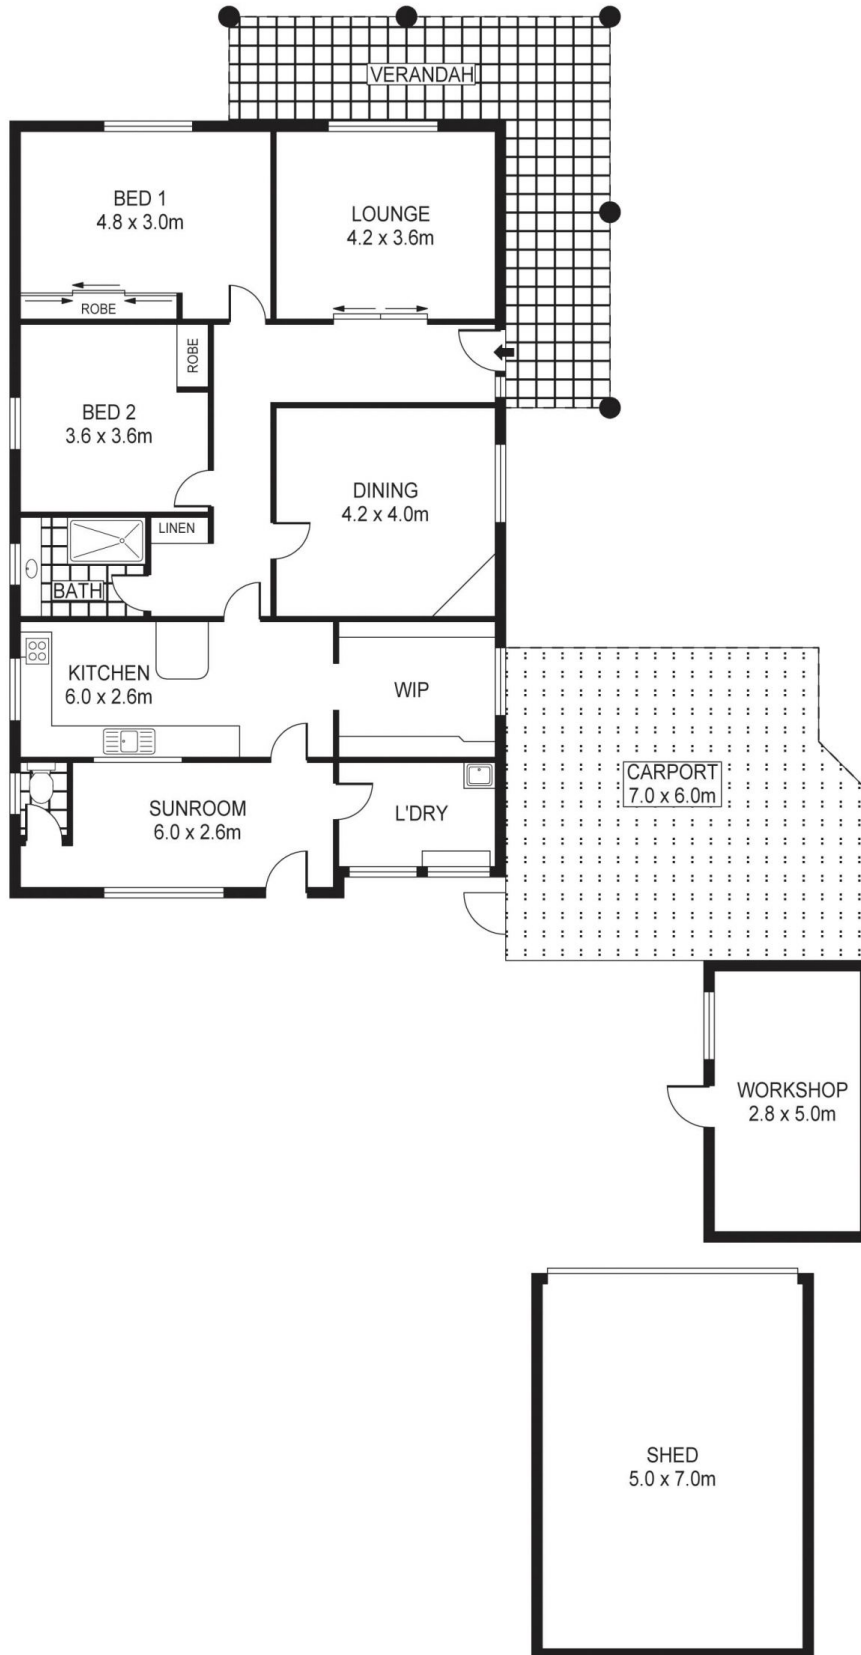 VERANDAH
BED 1
4.8 x 3.0m
LOUNGE
4.2 x 3.6m
ROBE
ROBE
BED 2
3.6 x 3.6m
DINING
4.2 x 4.0m
LINEN
BATH
KITCHEN
6.0 x 2.6m
WIP
CARPORT
7.0 x 6.0m
SUNROOM
6.0 x 2.6m
L'DRY
WORKSHOP
2.8 x 5.0m
SHED
5.0 x 7.0m